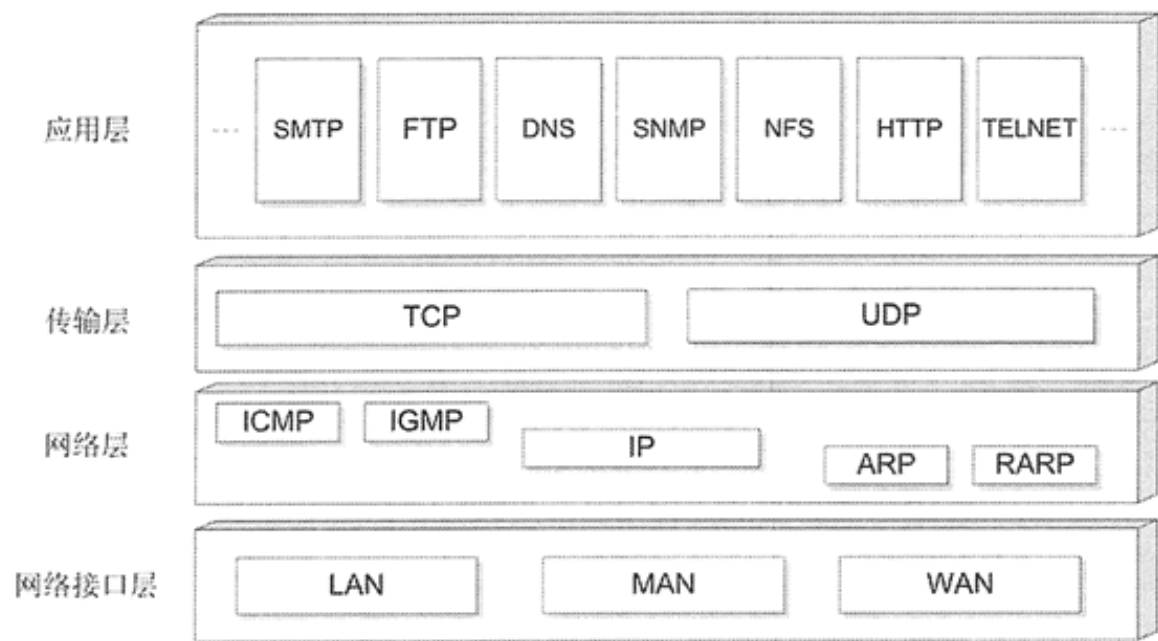 应用层
... SMTP FTP DNS SNMP NFS HTTP TELNET ...
传输层
TCP UDP
网络层
ICMP IGMP
IP
ARP RARP
网络接口层
LAN MAN WAN